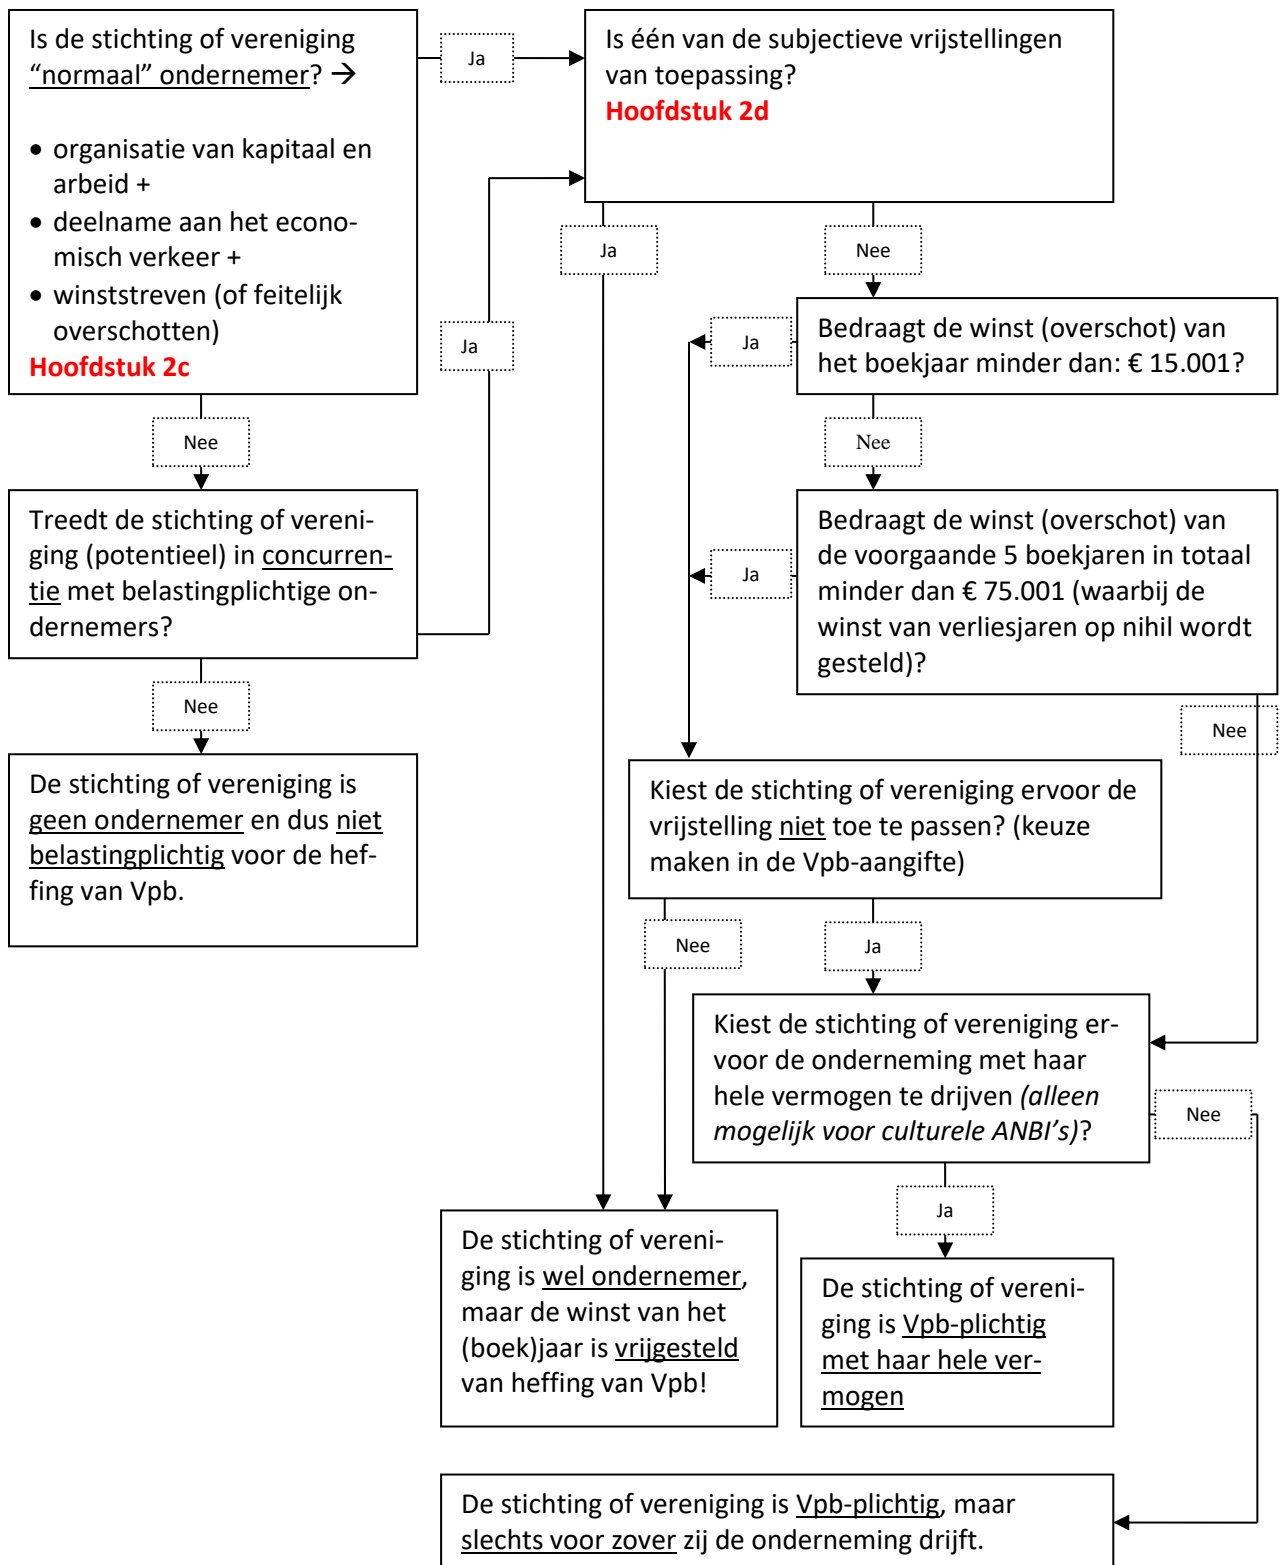 Is de stichting of vereniging
“normaal” ondernemer? →
• organisatie van kapitaal en
arbeid +
• deelname aan het econo-
misch verkeer +
• winststreven (of feitelijk
overschotten)
Hoofdstuk 2c
Ja
Is één van de subjectieve vrijstellingen
van toepassing?
Hoofdstuk 2d
Ja
Nee
Ja
Bedraagt de winst (overschot) van
het boekjaar minder dan: € 15.001?
Ja
Nee
Nee
Treedt de stichting of vereni-
ging (potentieel) in concurren-
tie met belastingplichtige on-
dernemers?
Bedraagt de winst (overschot) van
de voorgaande 5 boekjaren in totaal
minder dan € 75.001 (waarbij de
winst van verliesjaren op nihil wordt
gesteld)?
Ja
Nee
Nee
De stichting of vereniging is
geen ondernemer en dus niet
belastingplichtig voor de hef-
fing van Vpb.
Kiest de stichting of vereniging ervoor de
vrijstelling niet toe te passen? (keuze
maken in de Vpb-aangifte)
Nee
Ja
Kiest de stichting of vereniging er-
voor de onderneming met haar
hele vermogen te drijven (alleen
mogelijk voor culturele ANBI’s)?
Nee
Ja
De stichting of vereni-
ging is wel ondernemer,
maar de winst van het
(boek)jaar is vrijgesteld
van heffing van Vpb!
De stichting of vereni-
ging is Vpb-plichtig
met haar hele ver-
mogen
De stichting of vereniging is Vpb-plichtig, maar
slechts voor zover zij de onderneming drijft.